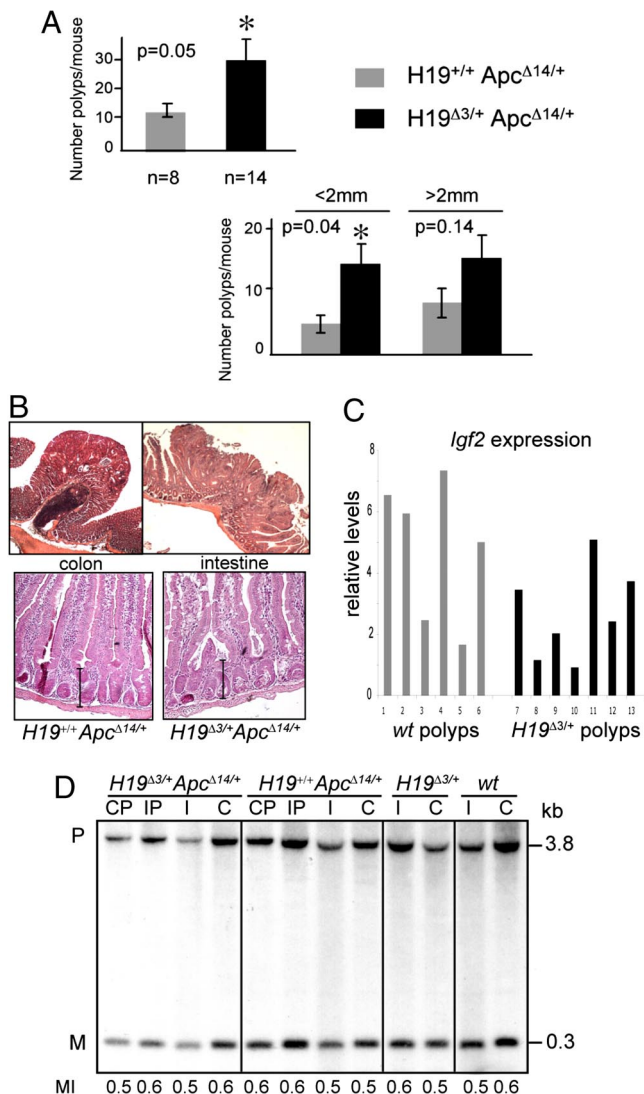 A
Number polyps/mouse
30
20
10
0
p=0.05
*
n=8 n=14
H19+/+ ApcΔ14/+
H19Δ3/+ ApcΔ14/+
<2mm >2mm
Number polyps/mouse
20
10
0
p=0.04 * p=0.14
B
colon intestine
H19+/+ ApcΔ14/+ H19Δ3/+ApcΔ14/+
C
Igf2 expression
relative levels
8
6
4
2
0
1 2 3 4 5 6 7 8 9 10 11 12 13
wt polyps H19Δ3/+ polyps
D
H19Δ3/+ApcΔ14/+ H19+/+ApcΔ14/+ H19Δ3/+ wt
CP IP I C CP IP I C I C I C kb
P 3.8
M 0.3
MI 0.5 0.6 0.5 0.6 0.6 0.6 0.5 0.5 0.6 0.5 0.5 0.6